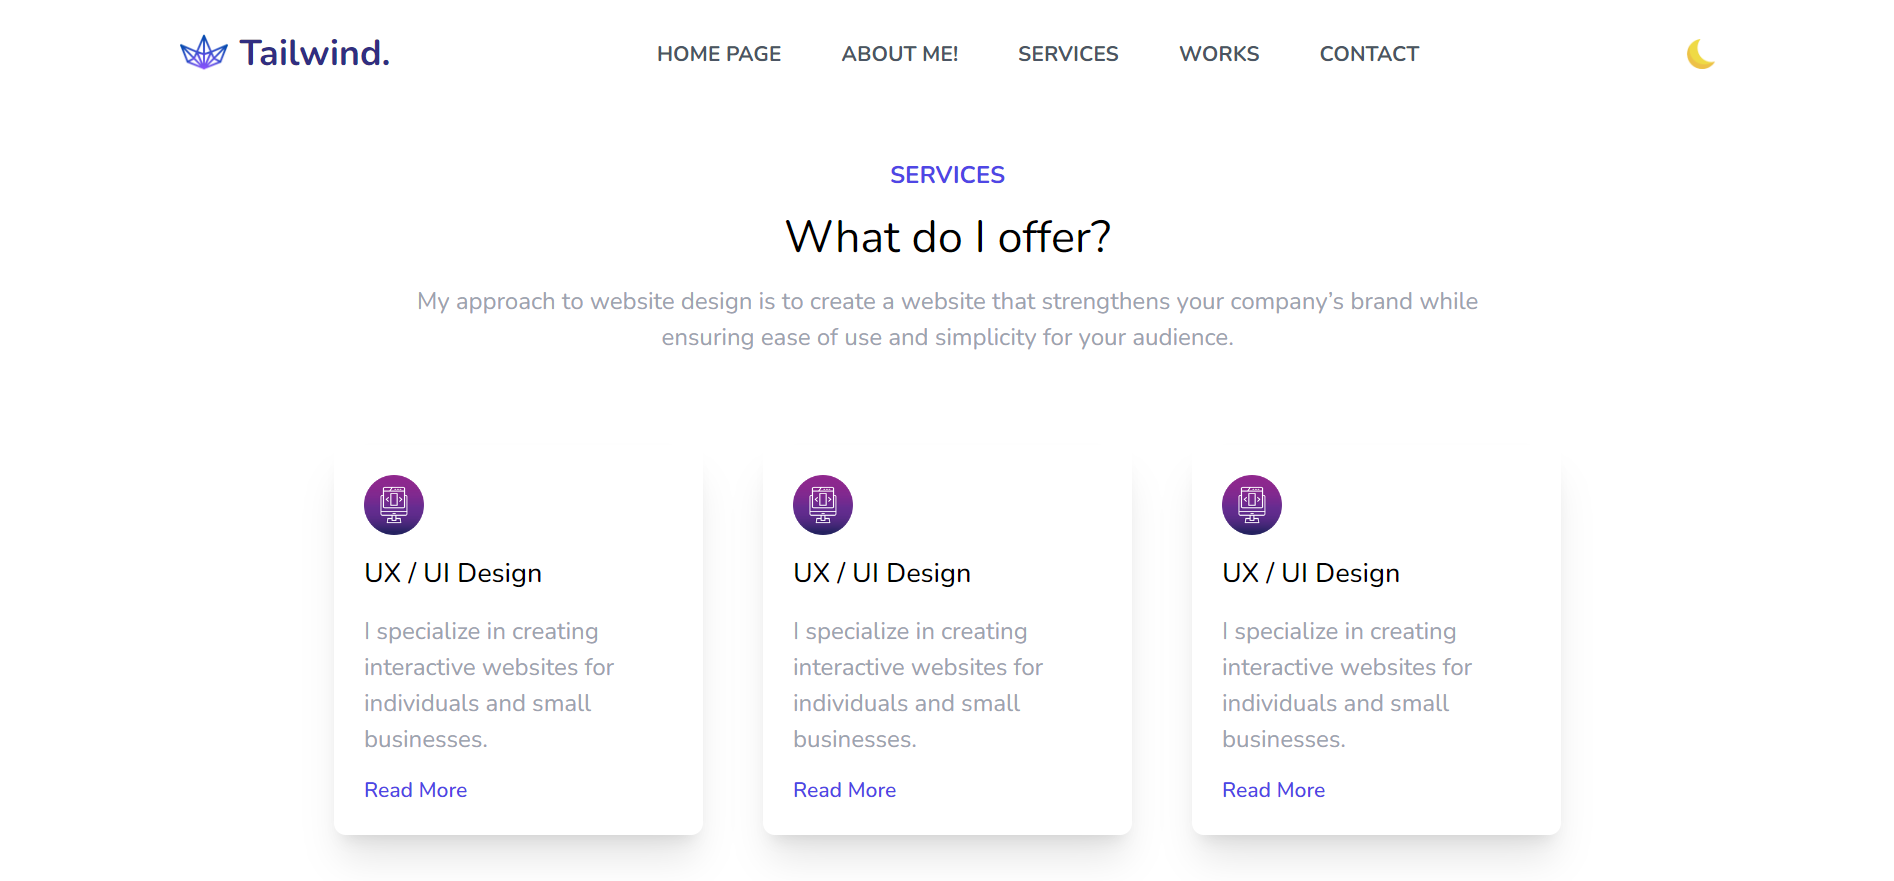 Tailwind.
HOME PAGE ABOUT ME! SERVICES WORKS CONTACT
SERVICES
What do I offer?
My approach to website design is to create a website that strengthens your company’s brand while
ensuring ease of use and simplicity for your audience.
UX / UI Design
I specialize in creating
interactive websites for
individuals and small
businesses.
Read More
UX / UI Design
I specialize in creating
interactive websites for
individuals and small
businesses.
Read More
UX / UI Design
I specialize in creating
interactive websites for
individuals and small
businesses.
Read More